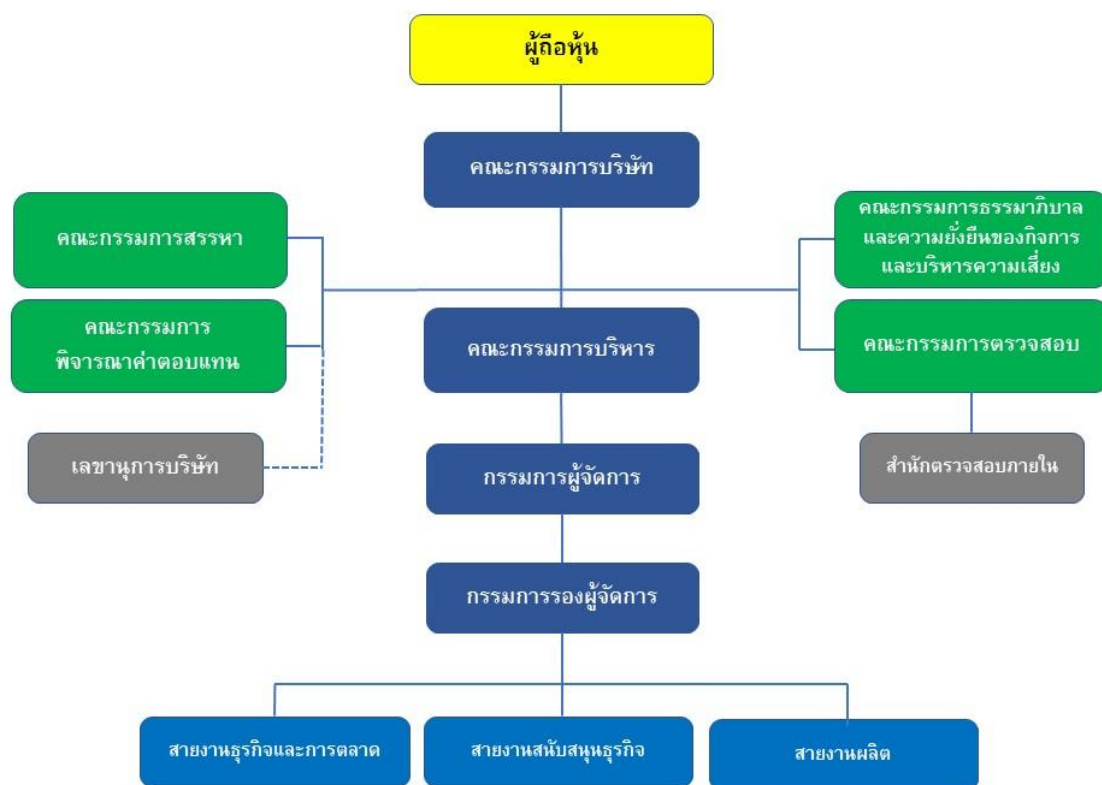 ผู้ถือหุ้น
คณะกรรมการบริษัท
คณะกรรมการสรรหา
คณะกรรมการธรรมาภิบาล
และความยั่งยืนของกิจการ
และบริหารความเสี่ยง
คณะกรรมการ
พิจารณาค่าตอบแทน
คณะกรรมการบริหาร
คณะกรรมการตรวจสอบ
เลขานุการบริษัท
กรรมการผู้จัดการ
สำนักตรวจสอบภายใน
กรรมการรองผู้จัดการ
สายงานธุรกิจและการตลาด
สายงานสนับสนุนธุรกิจ
สายงานผลิต